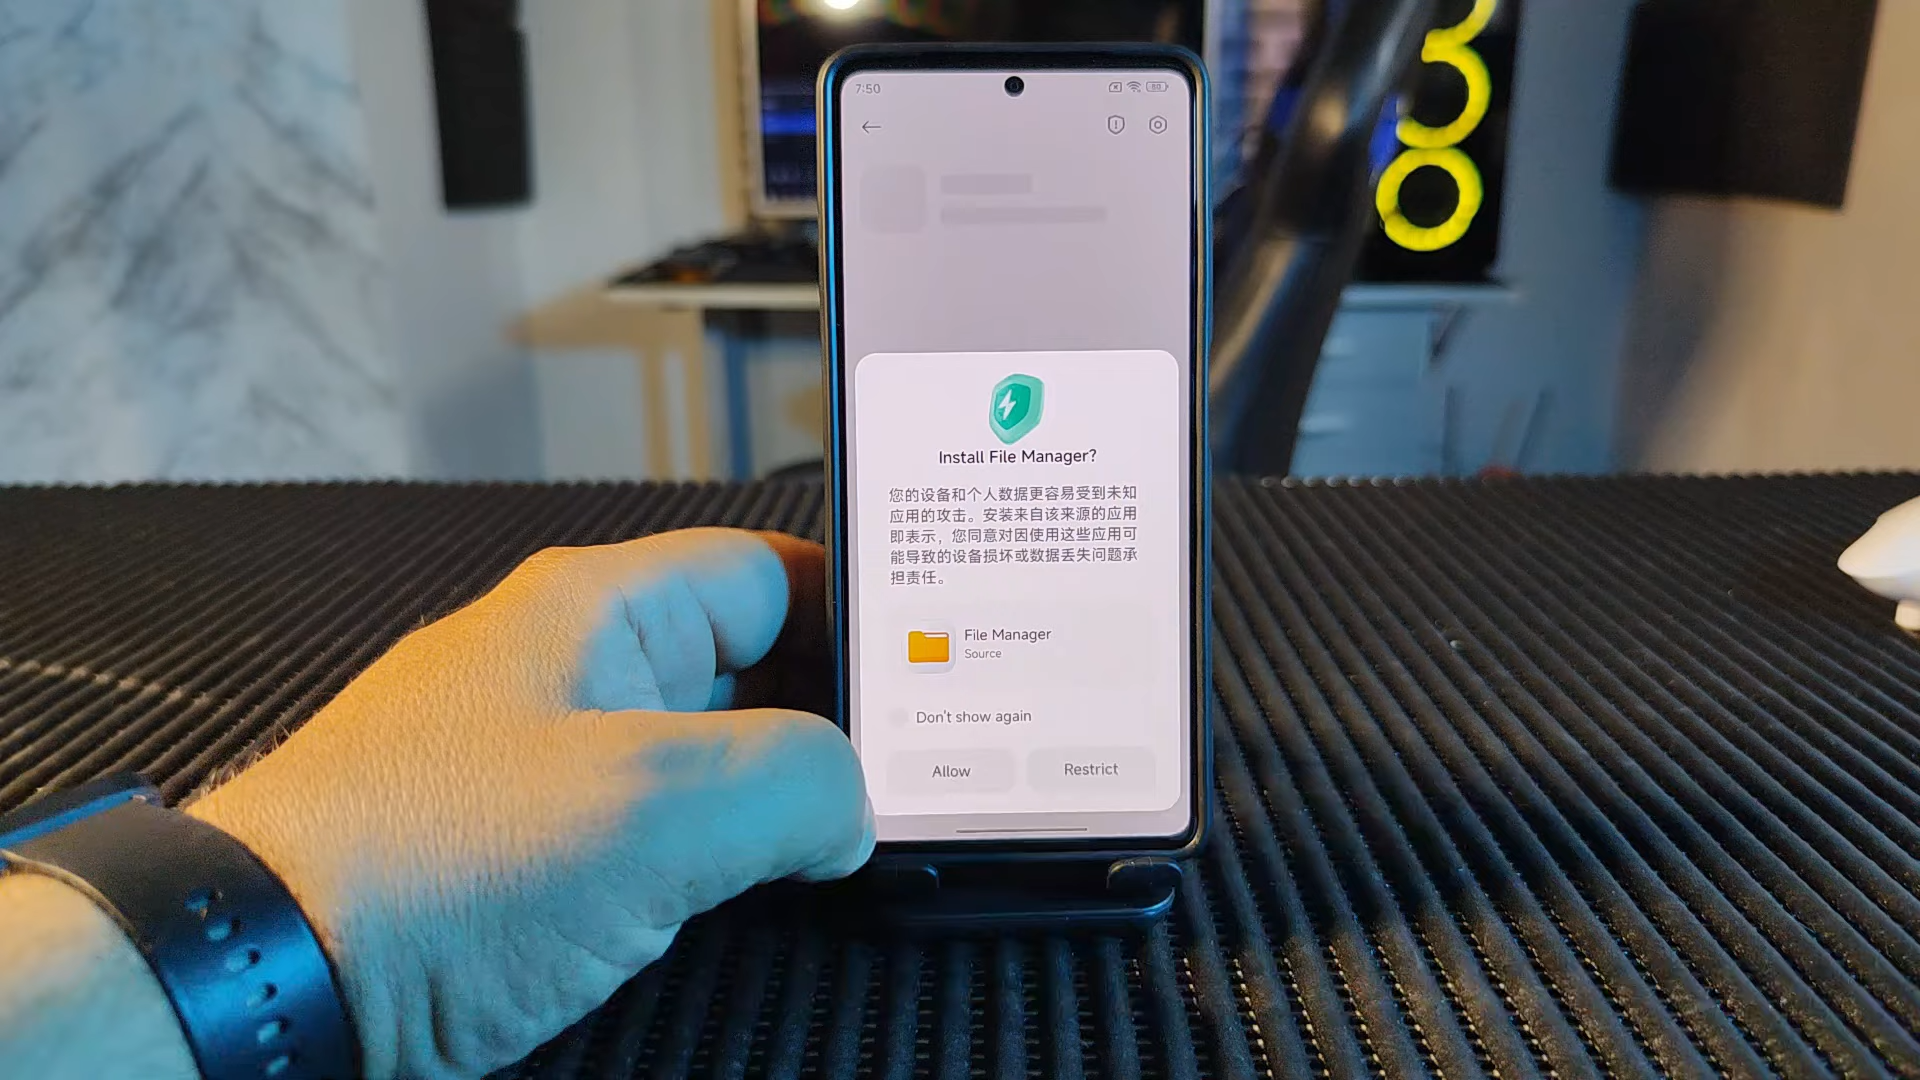 7:50
80
Install File Manager?
您的设备和个人数据更容易受到未知
应用的攻击。安装来自该来源的应用
即表示，您同意对因使用这些应用可
能导致的设备损坏或数据丢失问题承
担责任。
File Manager
Source
Don't show again
Allow
Restrict